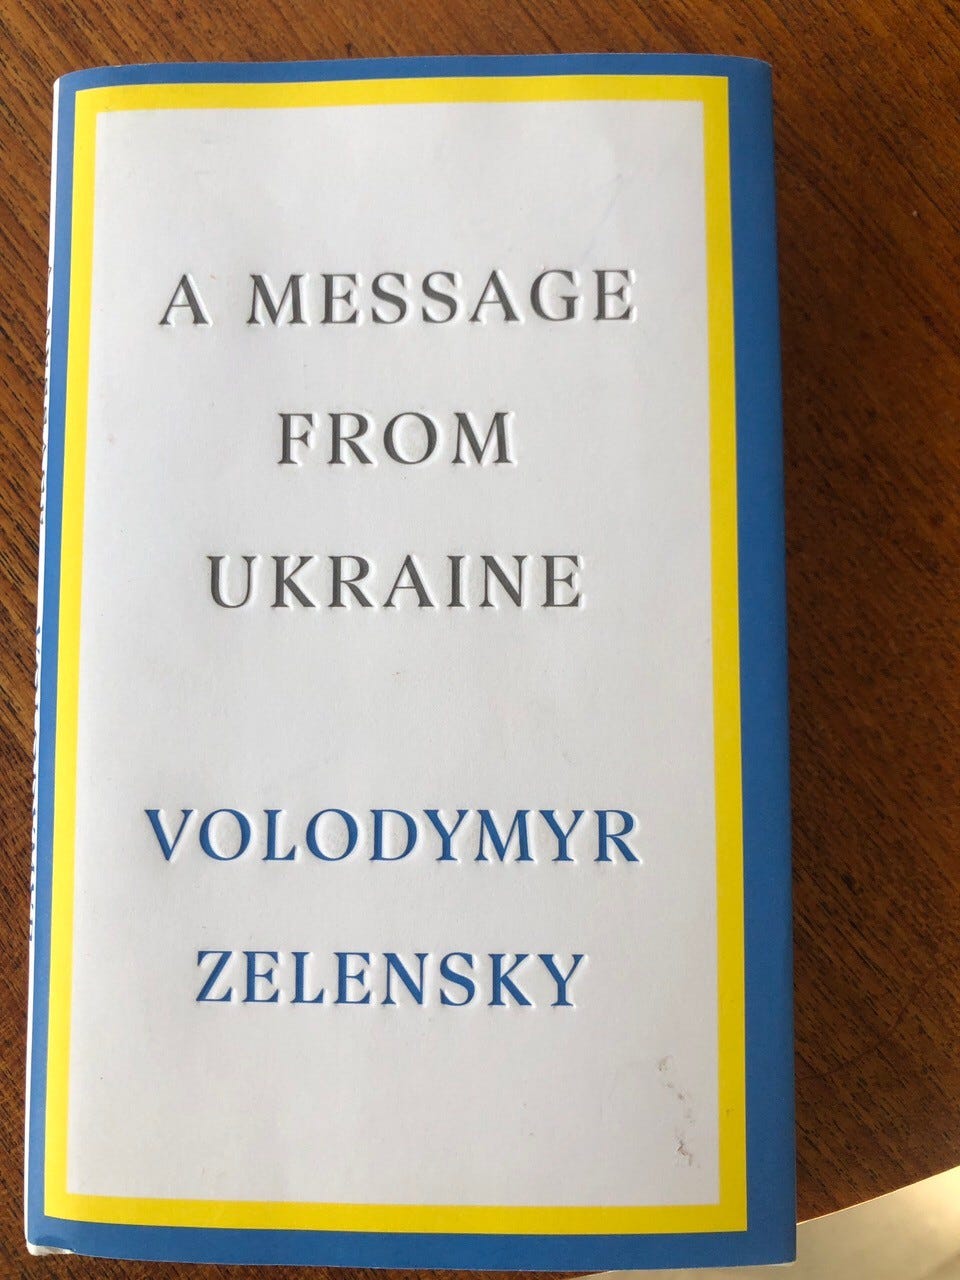 A MESSAGE
FROM
UKRAINE
VOLODYMYR
ZELENSKY